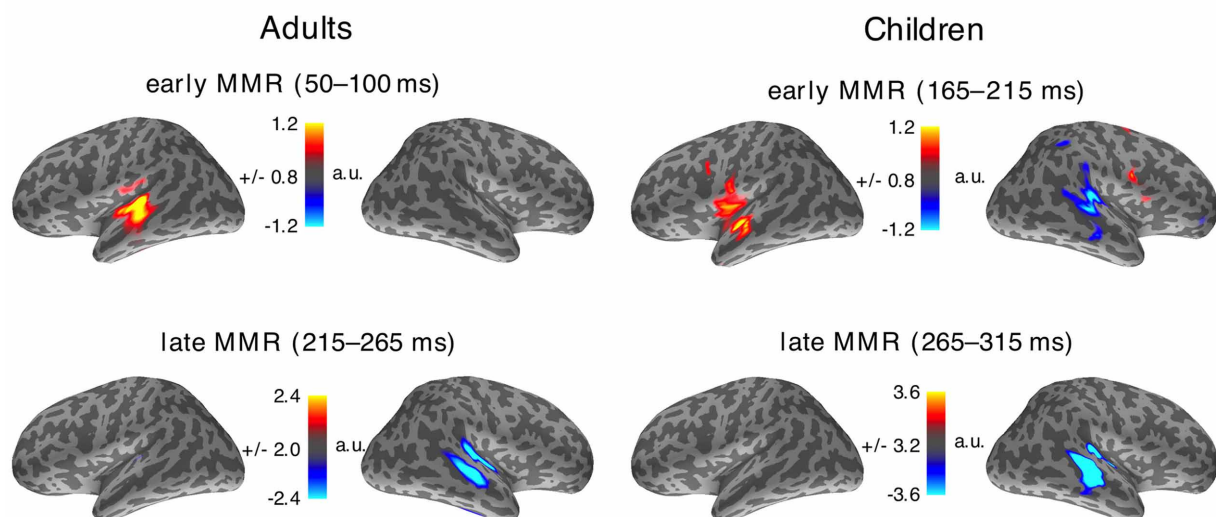 Adults
early MMR (50–100 ms)
1.2
+/- 0.8 a.u.
-1.2
late MMR (215–265 ms)
2.4
+/- 2.0 a.u.
-2.4
Children
early MMR (165–215 ms)
1.2
+/- 0.8 a.u.
-1.2
late MMR (265–315 ms)
3.6
+/- 3.2 a.u.
-3.6